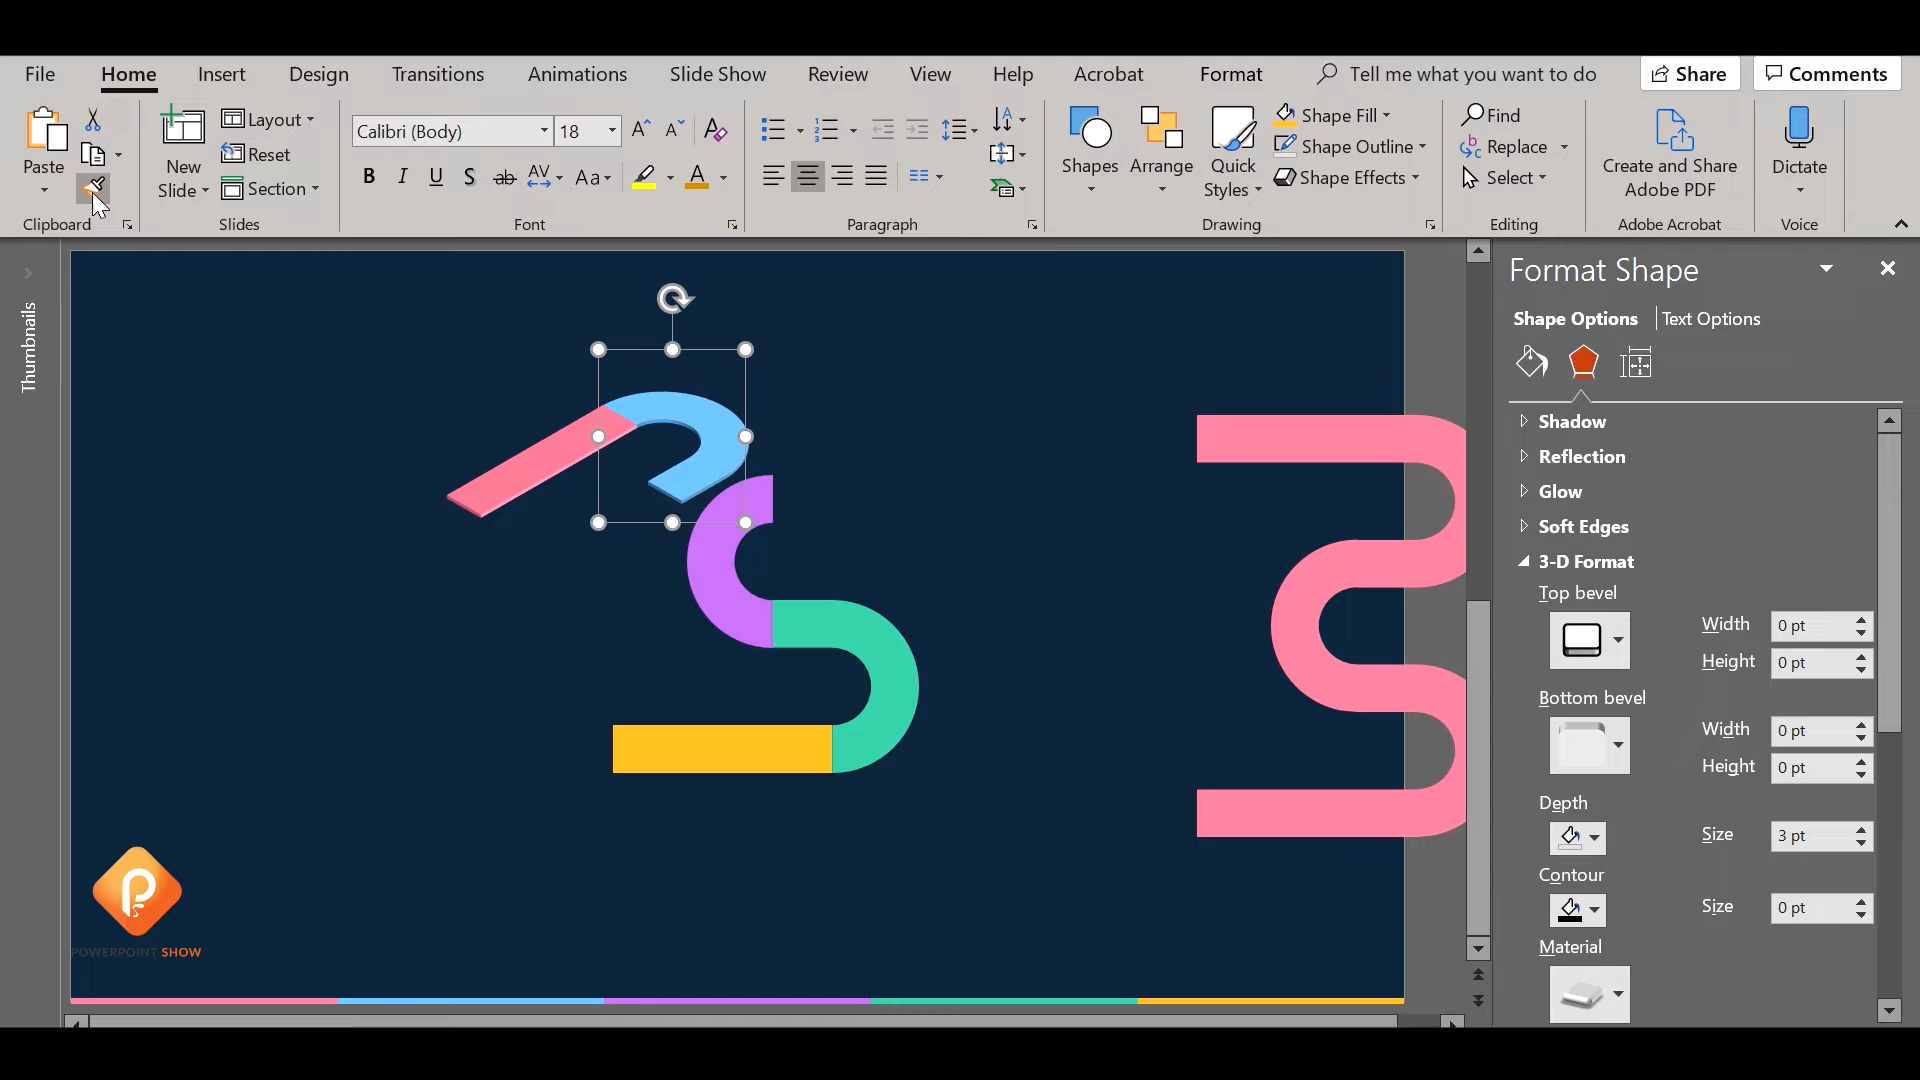 File Home Insert Design Transitions Animations Slide Show Review View Help Acrobat Format Tell me what you want to do Share Comments
Paste
New
Slide
Layout
Reset
Section
Calibri (Body) 18
B I U S ab AV Aa A
Shapes
Arrange
Quick
Styles
Shape Fill
Shape Outline
Shape Effects
Find
Replace
Select
Create and Share
Adobe PDF
Dictate
Clipboard Slides Font Paragraph Drawing Editing Adobe Acrobat Voice
Thumbnails
Format Shape
Shape Options Text Options
Shadow
Reflection
Glow
Soft Edges
3-D Format
Top bevel
Width 0 pt
Height 0 pt
Bottom bevel
Width 0 pt
Height 0 pt
Depth
Size 3 pt
Contour
Size 0 pt
Material
POWERPOINT SHOW